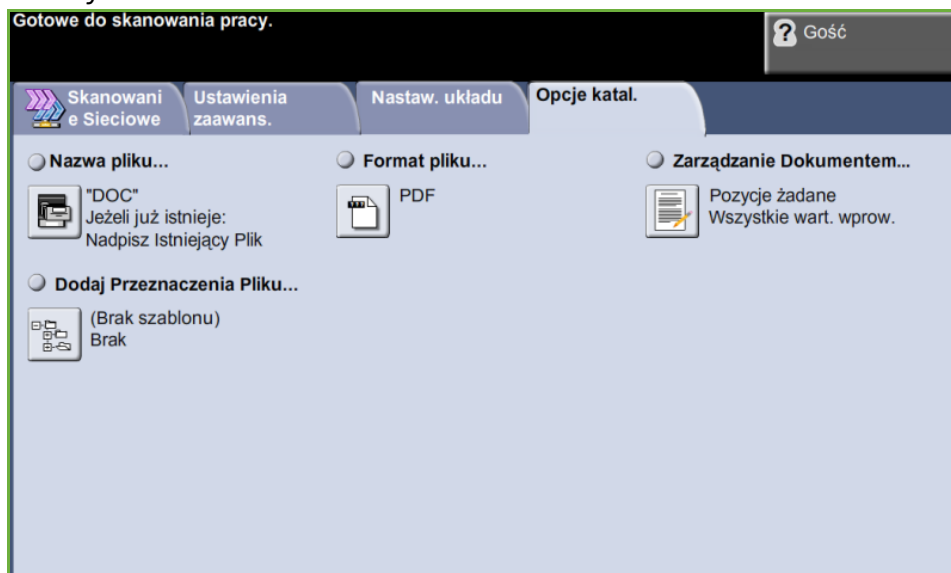 Gotowe do skanowania pracy.
? Gość
Skanowani
e Sieciowe
Ustawienia
zaawans.
Nastaw. układu
Opcje katal.
Nazwa pliku...
"DOC"
Jeżeli już istnieje:
Nadpisz Istniejący Plik
Format pliku...
PDF
Zarządzanie Dokumentem...
Pozycje żadane
Wszystkie wart. wprow.
Dodaj Przeznaczenia Pliku...
(Brak szablonu)
Brak